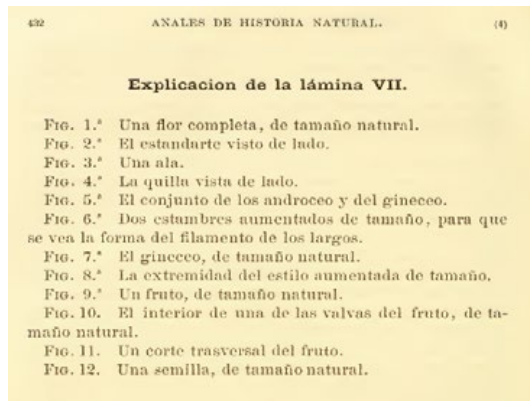 432 ANALES DE HISTORIA NATURAL. (4)
Explicacion de la lámina VII.
FIG. 1.ª Una flor completa, de tamaño natural.
FIG. 2.ª El estandarte visto de lado.
FIG. 3.ª Una ala.
FIG. 4.ª La quilla vista de lado.
FIG. 5.ª El conjunto de los androceo y del gineceo.
FIG. 6.ª Dos estambres aumentados de tamaño, para que
se vea la forma del filamento de los largos.
FIG. 7.ª El gineceo, de tamaño natural.
FIG. 8.ª La extremidad del estilo aumentada de tamaño.
FIG. 9.ª Un fruto, de tamaño natural.
FIG. 10. El interior de una de las valvas del fruto, de ta-
maño natural.
FIG. 11. Un corte trasversal del fruto.
FIG. 12. Una semilla, de tamaño natural.